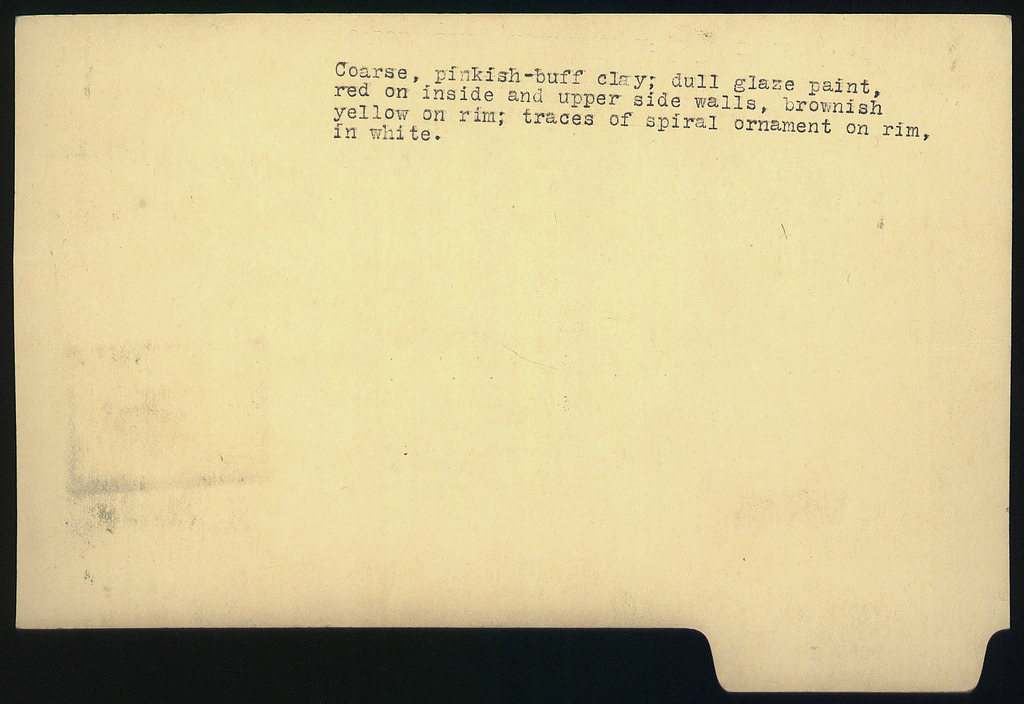 Coarse, pinkish-buff clay; dull glaze paint,
red on inside and upper side walls, brownish
yellow on rim; traces of spiral ornament on rim,
in white.